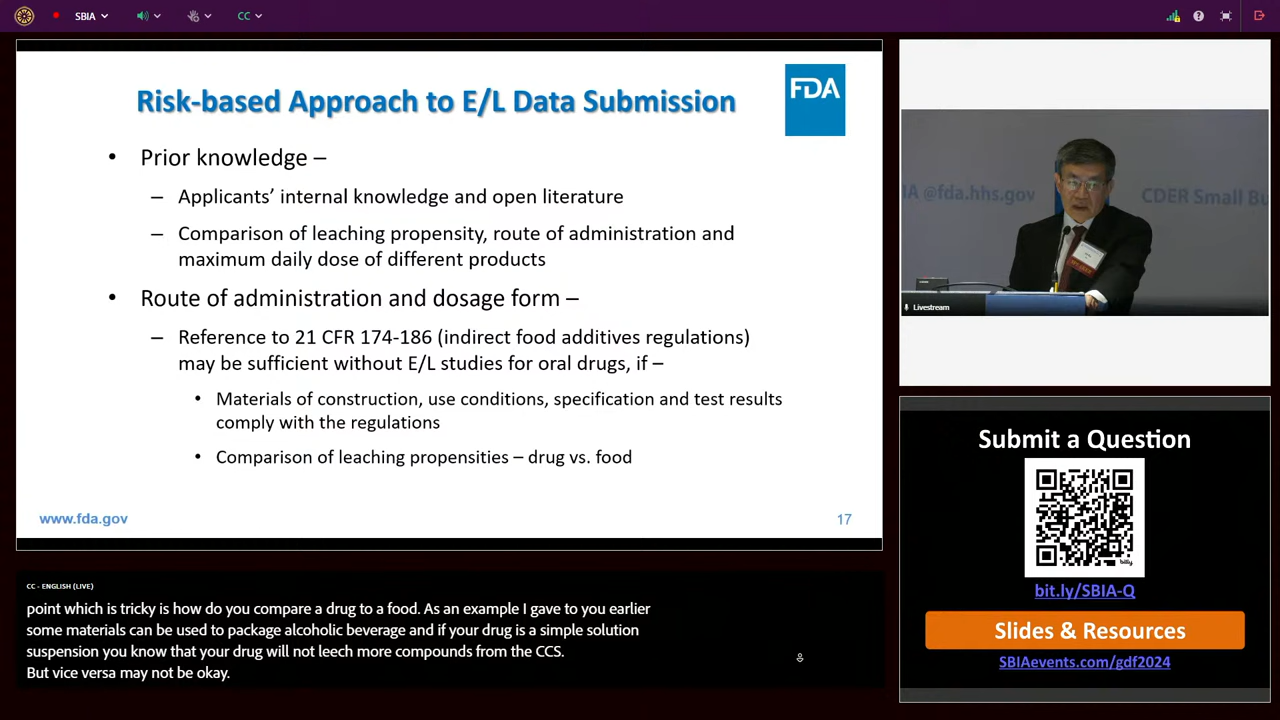 SBIA
CC
Risk-based Approach to E/L Data Submission
FDA
• Prior knowledge –
– Applicants' internal knowledge and open literature
– Comparison of leaching propensity, route of administration and
maximum daily dose of different products
• Route of administration and dosage form –
– Reference to 21 CFR 174-186 (indirect food additives regulations)
may be sufficient without E/L studies for oral drugs, if –
• Materials of construction, use conditions, specification and test results
comply with the regulations
• Comparison of leaching propensities – drug vs. food
www.fda.gov
17
CC - ENGLISH (LIVE)
point which is tricky is how do you compare a drug to a food. As an example I gave to you earlier
some materials can be used to package alcoholic beverage and if your drug is a simple solution
suspension you know that your drug will not leech more compounds from the CCS.
But vice versa may not be okay.
IA @fda.hhs.gov
CDER Small Bu
Livestream
Submit a Question
bitly
bit.ly/SBIA-Q
Slides & Resources
SBIAevents.com/gdf2024